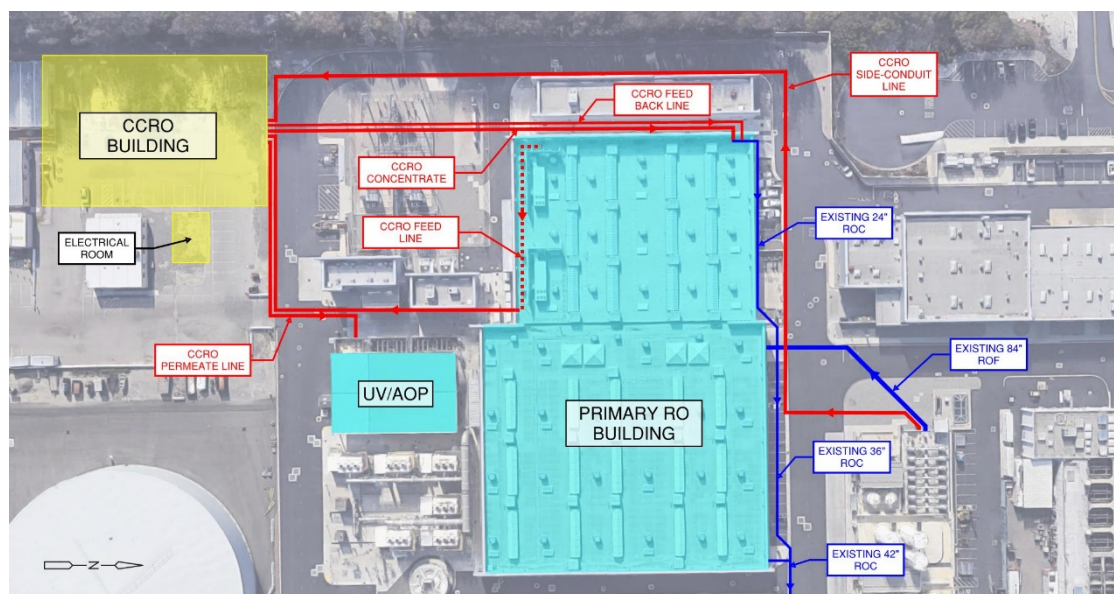 CCRO
BUILDING
ELECTRICAL
ROOM
CCRO
PERMEATE LINE
CCRO FEED
BACK LINE
CCRO
CONCENTRATE
CCRO FEED
LINE
UV/AOP
PRIMARY RO
BUILDING
CCRO
SIDE-CONDUIT
LINE
EXISTING 24"
ROC
EXISTING 84"
ROF
EXISTING 36"
ROC
EXISTING 42"
ROC
N